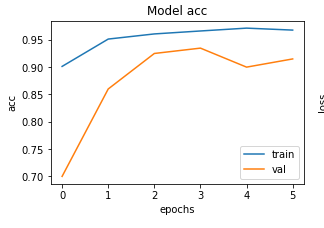 Model acc
acc
0.95
0.90
0.85
0.80
0.75
0.70
0 1 2 3 4 5
epochs
train
val
loss